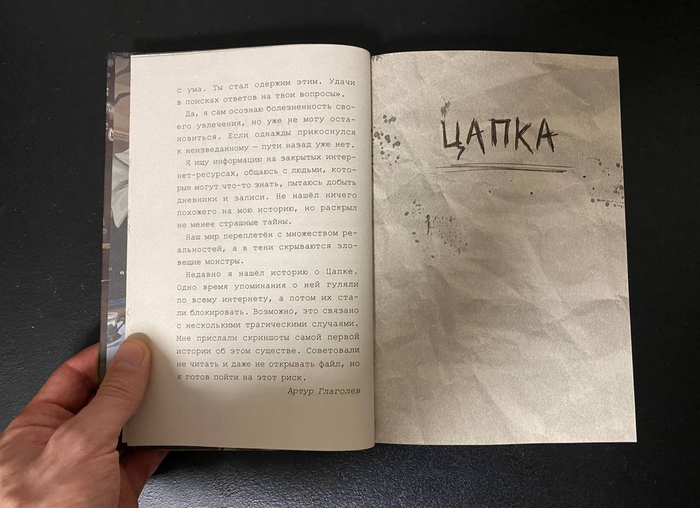 с ума. Ты стал одержим этим. Удачи
в поисках ответов на твои вопросы».
Да, я сам осознаю болезненность сво-
его увлечения, но уже не могу оста-
новиться. Если однажды прикоснулся
к неизведанному — пути назад уже нет.
Я ищу информацию на закрытых интер-
нет-ресурсах, общаюсь с людьми, кото-
рые могут что-то знать, пытаюсь добыть
дневники и записи. Не нашёл ничего
похожего на мою историю, но раскрыл
не менее страшные тайны.
Наш мир переплетён с множеством ре-
альностей, а в тени скрываются зло-
вещие монстры.
Недавно я нашёл историю о Цапке.
Одно время упоминания о ней гуляли
по всему интернету, а потом их ста-
ли блокировать. Возможно, это связано
с несколькими трагическими случаями.
Мне прислали скриншоты самой первой
истории об этом существе. Советовали
не читать и даже не открывать файл, но
я готов пойти на этот риск.
Артур Глаголев
ЦАПКА